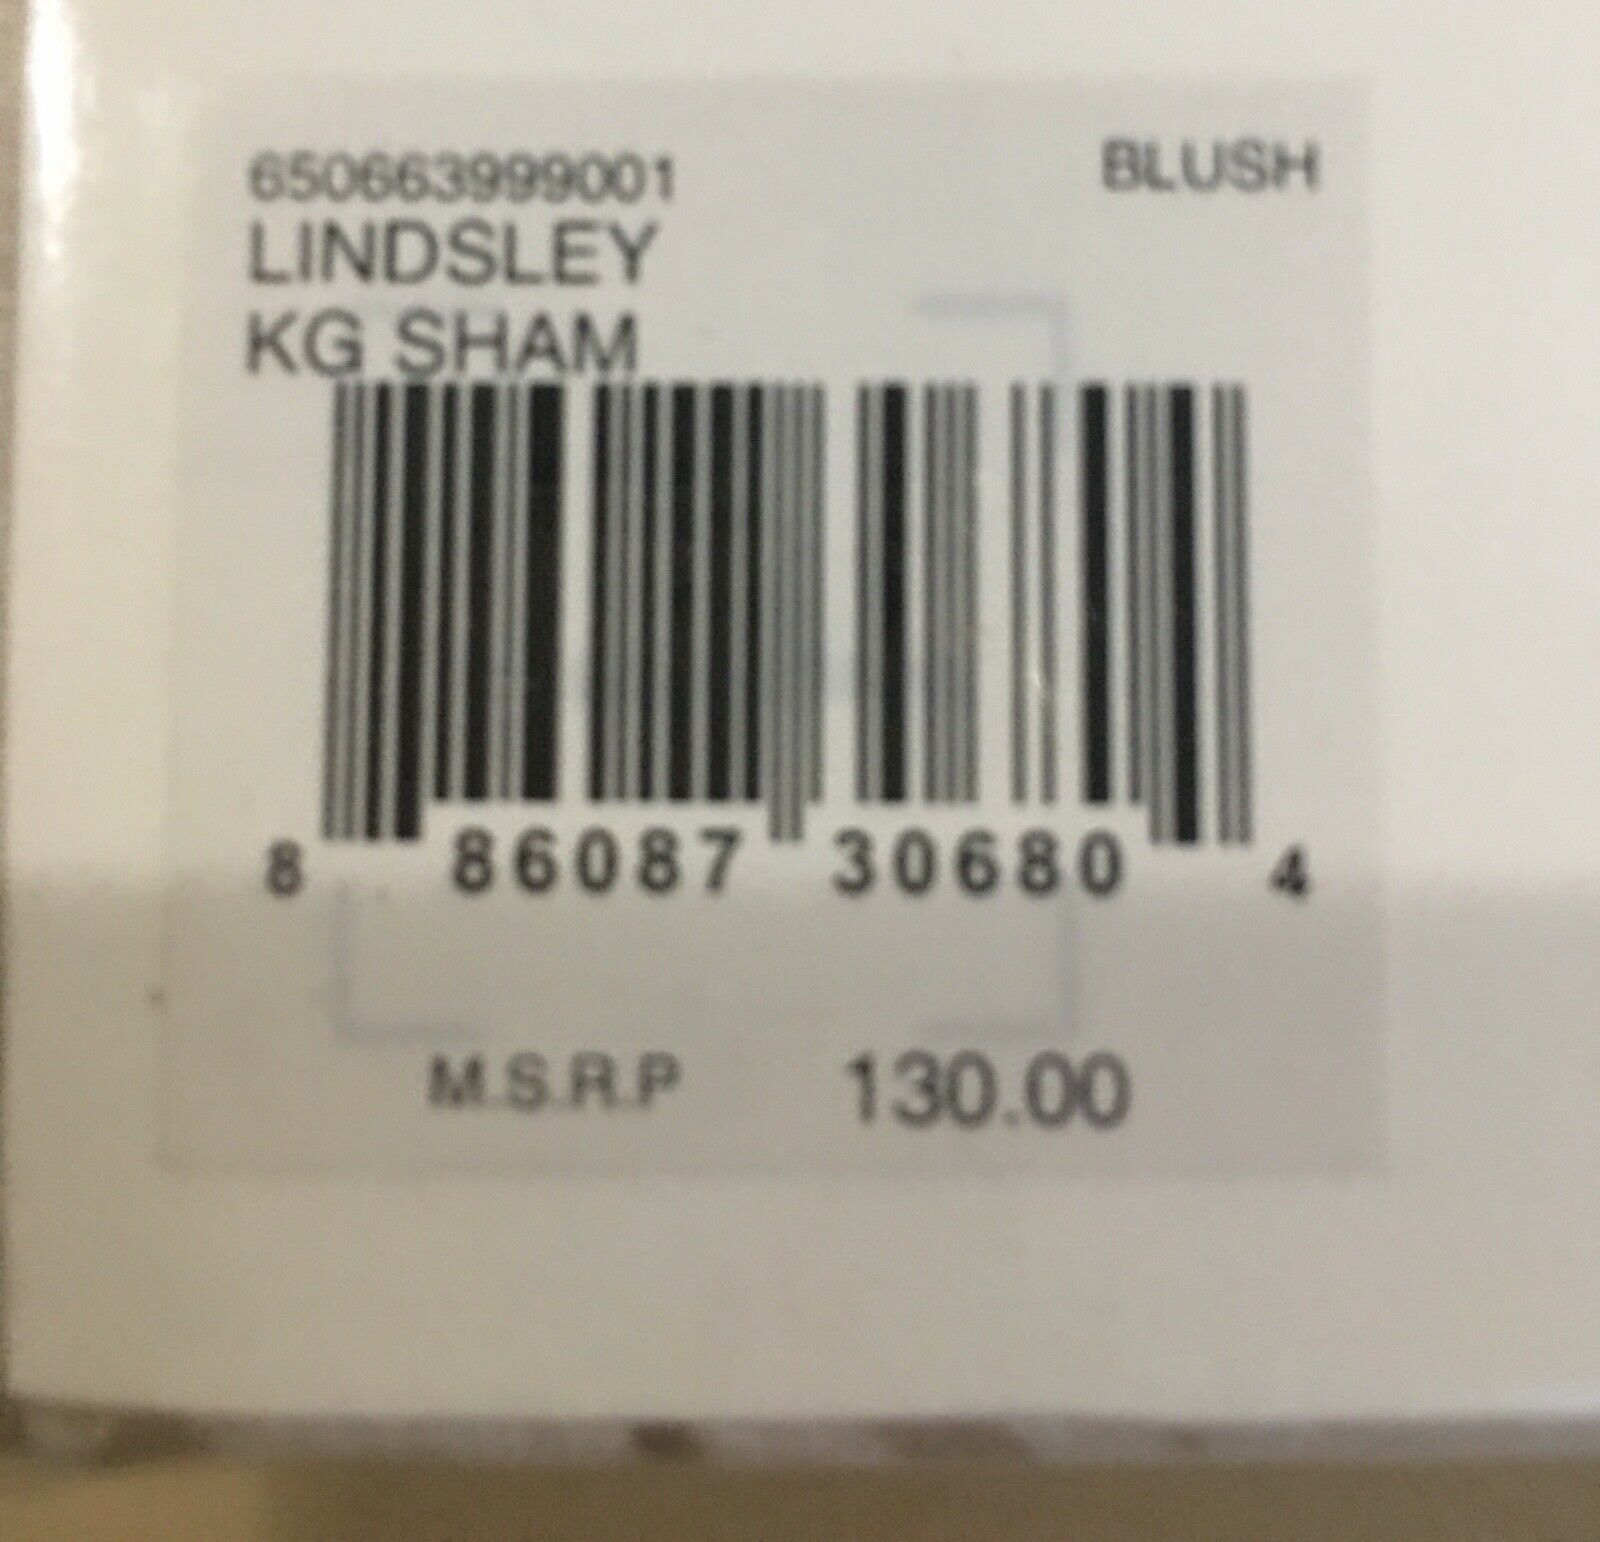 650663999001 BLUSH
LINDSLEY
KG SHAM
8 86087 30680 4
M.S.R.P 130.00